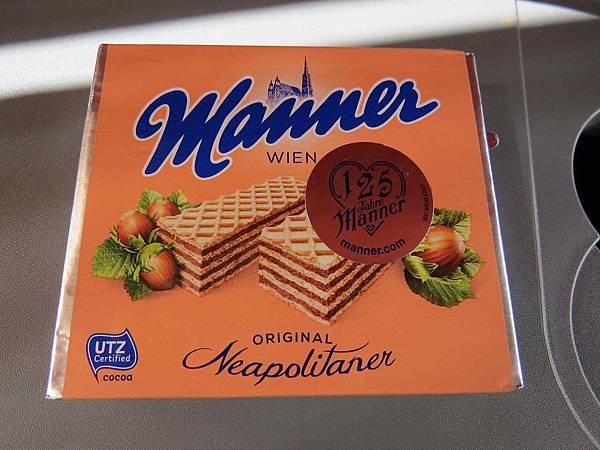 Manner
WIEN
125
Jahre
Manner
manner.com
ORIGINAL
Neapolitaner
UTZ
Certified
cocoa